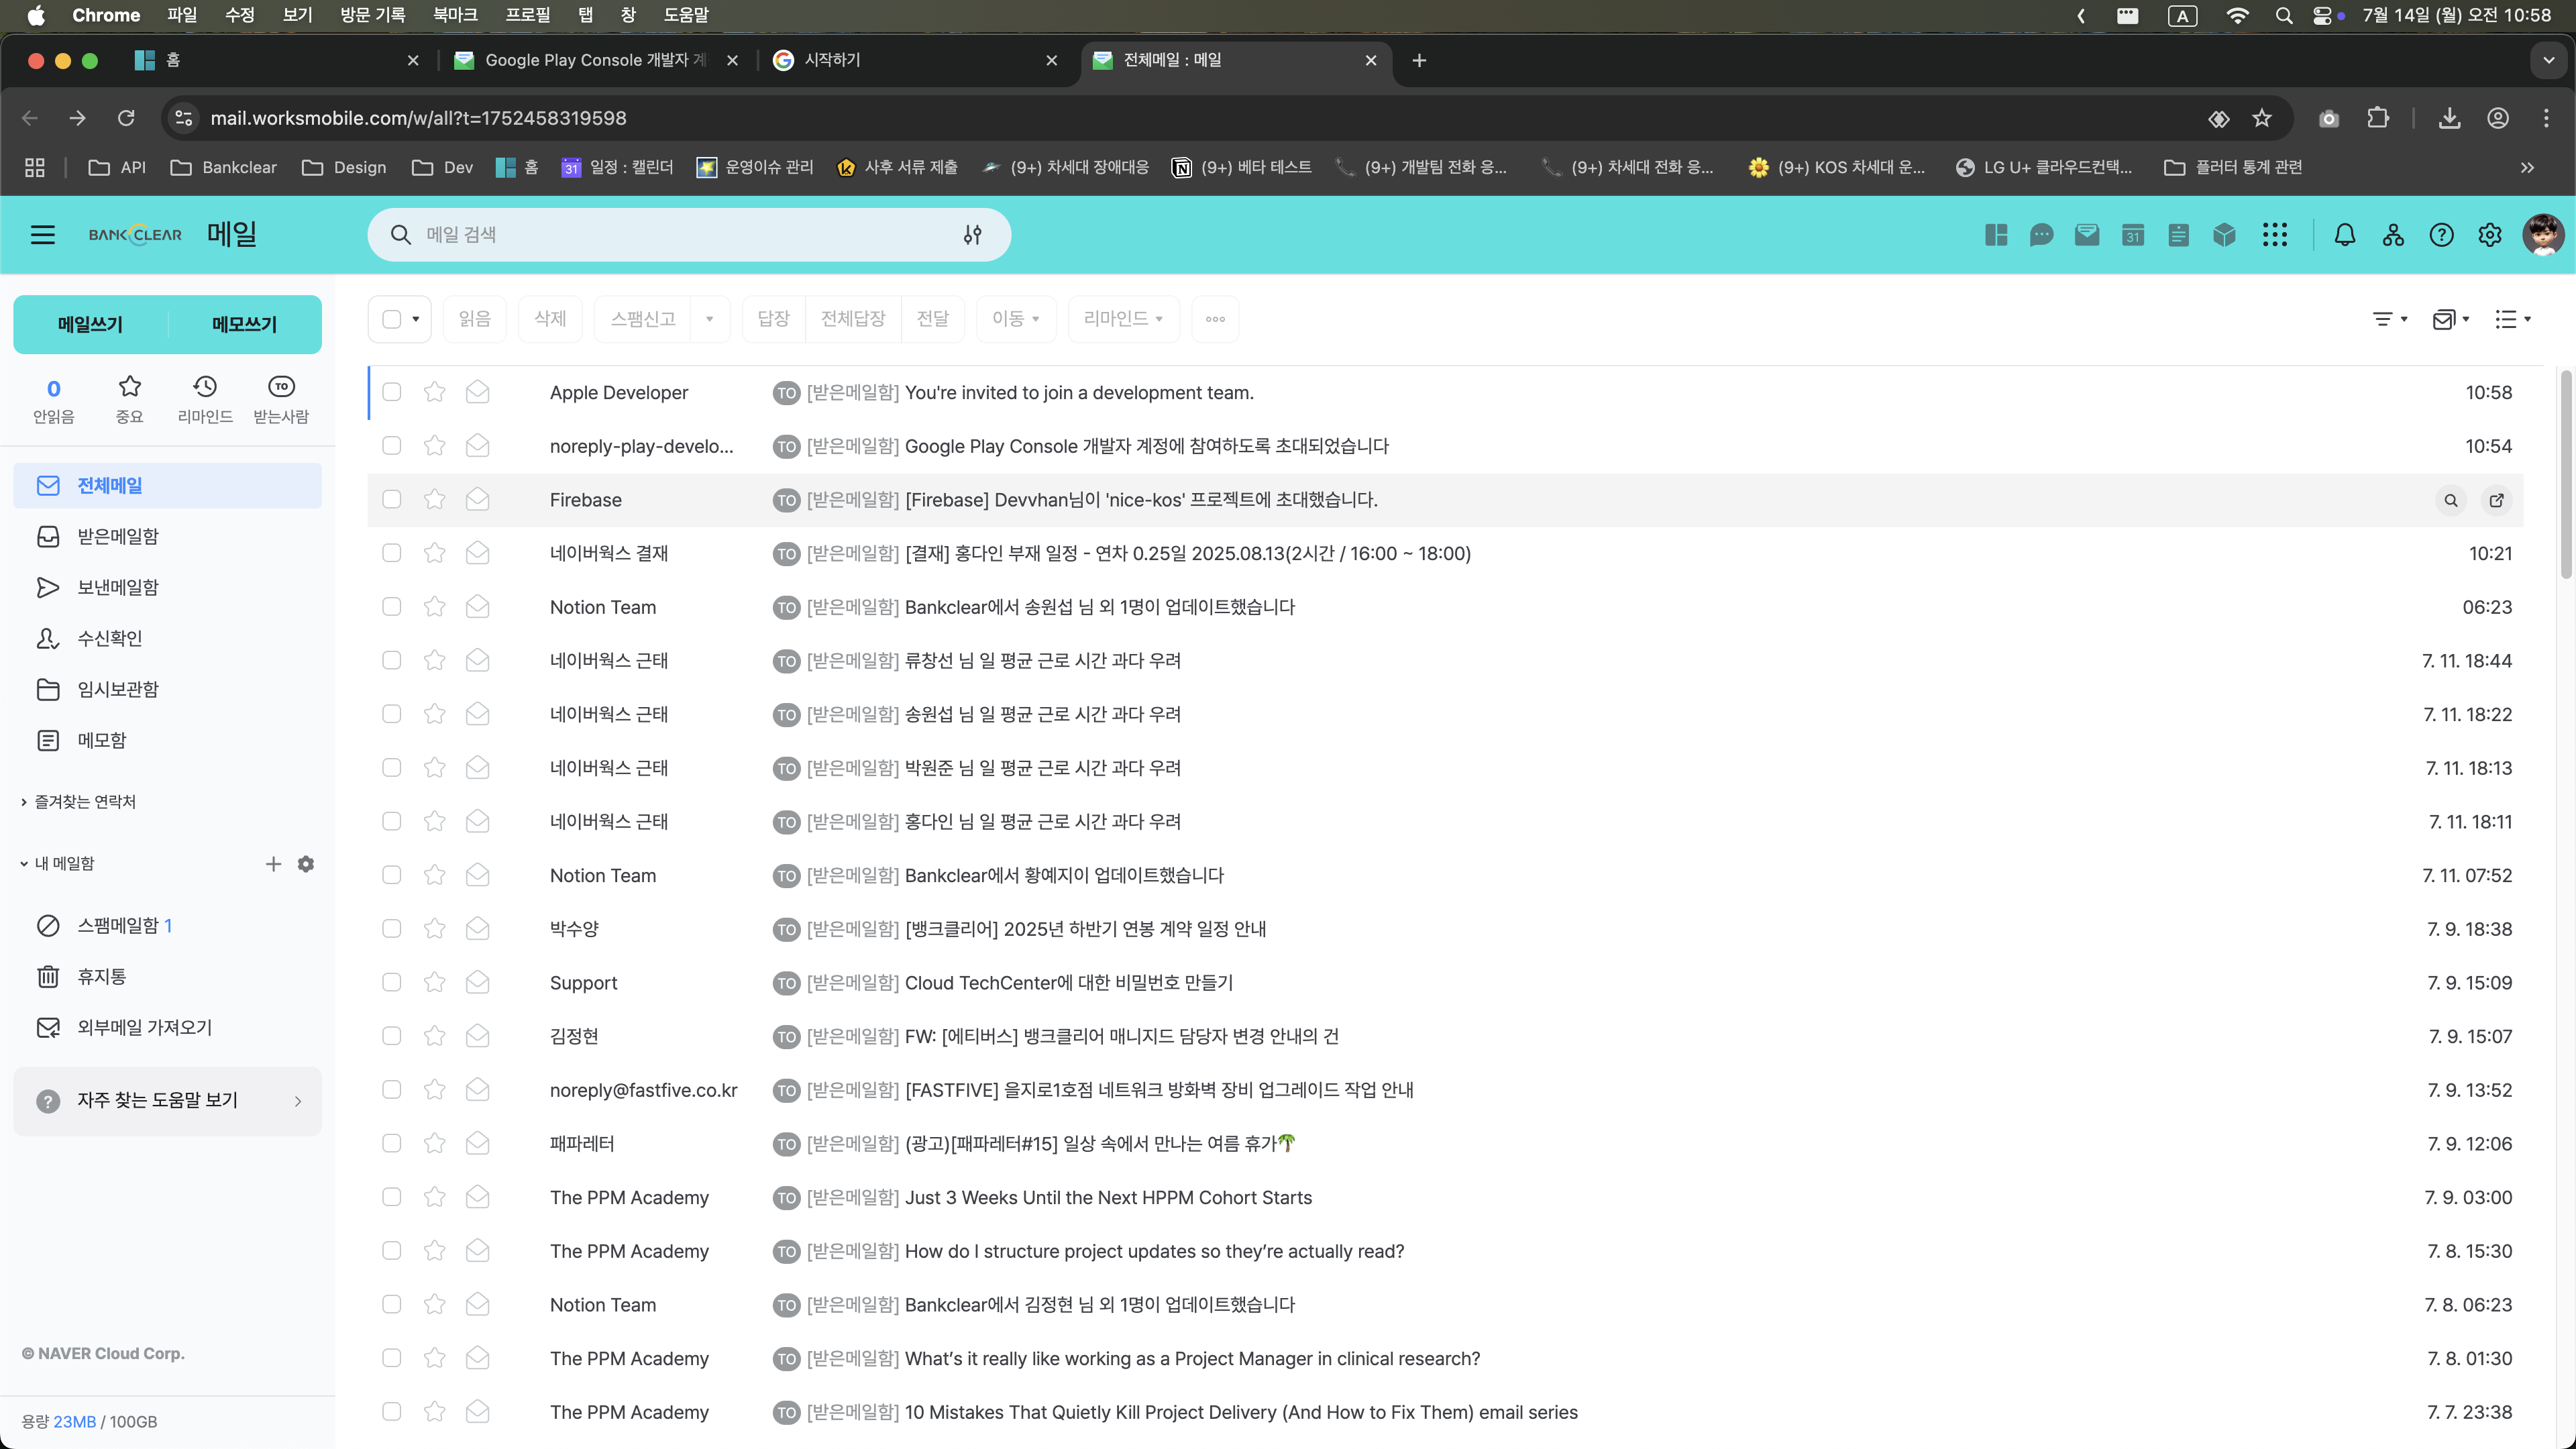 Chrome 파일 수정 보기 방문 기록 북마크 프로필 탭 창 도움말 A 7월 14일 (월) 오전 10:58
홈 Google Play Console 개발자 계 시작하기 전체메일 : 메일
mail.worksmobile.com/w/all?t=1752458319598
API Bankclear Design Dev 홈 31 일정 : 캘린더 운영이슈 관리 사후 서류 제출 (9+) 차세대 장애대응 (9+) 베타 테스트 (9+) 개발팀 전화 응... (9+) 차세대 전화 응... (9+) KOS 차세대 운... LG U+ 클라우드컨택... 플러터 통계 관련
BANKCLEAR 메일 메일 검색 31
메일쓰기 메모쓰기
읽음 삭제 스팸신고 답장 전체답장 전달 이동 리마인드
0 TO
안읽음 중요 리마인드 받는사람
전체메일
받은메일함
보낸메일함
수신확인
임시보관함
메모함
즐겨찾는 연락처
내 메일함
스팸메일함 1
휴지통
외부메일 가져오기
? 자주 찾는 도움말 보기
© NAVER Cloud Corp.
용량 23MB / 100GB
Apple Developer TO [받은메일함] You're invited to join a development team. 10:58
noreply-play-develo... TO [받은메일함] Google Play Console 개발자 계정에 참여하도록 초대되었습니다 10:54
Firebase TO [받은메일함] [Firebase] Devvhan님이 'nice-kos' 프로젝트에 초대했습니다.
네이버웍스 결재 TO [받은메일함] [결재] 홍다인 부재 일정 - 연차 0.25일 2025.08.13(2시간 / 16:00 ~ 18:00) 10:21
Notion Team TO [받은메일함] Bankclear에서 송원섭 님 외 1명이 업데이트했습니다 06:23
네이버웍스 근태 TO [받은메일함] 류창선 님 일 평균 근로 시간 과다 우려 7. 11. 18:44
네이버웍스 근태 TO [받은메일함] 송원섭 님 일 평균 근로 시간 과다 우려 7. 11. 18:22
네이버웍스 근태 TO [받은메일함] 박원준 님 일 평균 근로 시간 과다 우려 7. 11. 18:13
네이버웍스 근태 TO [받은메일함] 홍다인 님 일 평균 근로 시간 과다 우려 7. 11. 18:11
Notion Team TO [받은메일함] Bankclear에서 황예지이 업데이트했습니다 7. 11. 07:52
박수양 TO [받은메일함] [뱅크클리어] 2025년 하반기 연봉 계약 일정 안내 7. 9. 18:38
Support TO [받은메일함] Cloud TechCenter에 대한 비밀번호 만들기 7. 9. 15:09
김정현 TO [받은메일함] FW: [에티버스] 뱅크클리어 매니지드 담당자 변경 안내의 건 7. 9. 15:07
noreply@fastfive.co.kr TO [받은메일함] [FASTFIVE] 을지로1호점 네트워크 방화벽 장비 업그레이드 작업 안내 7. 9. 13:52
패파레터 TO [받은메일함] (광고)[패파레터#15] 일상 속에서 만나는 여름 휴가🌴 7. 9. 12:06
The PPM Academy TO [받은메일함] Just 3 Weeks Until the Next HPPM Cohort Starts 7. 9. 03:00
The PPM Academy TO [받은메일함] How do I structure project updates so they’re actually read? 7. 8. 15:30
Notion Team TO [받은메일함] Bankclear에서 김정현 님 외 1명이 업데이트했습니다 7. 8. 06:23
The PPM Academy TO [받은메일함] What’s it really like working as a Project Manager in clinical research? 7. 8. 01:30
The PPM Academy TO [받은메일함] 10 Mistakes That Quietly Kill Project Delivery (And How to Fix Them) email series 7. 7. 23:38